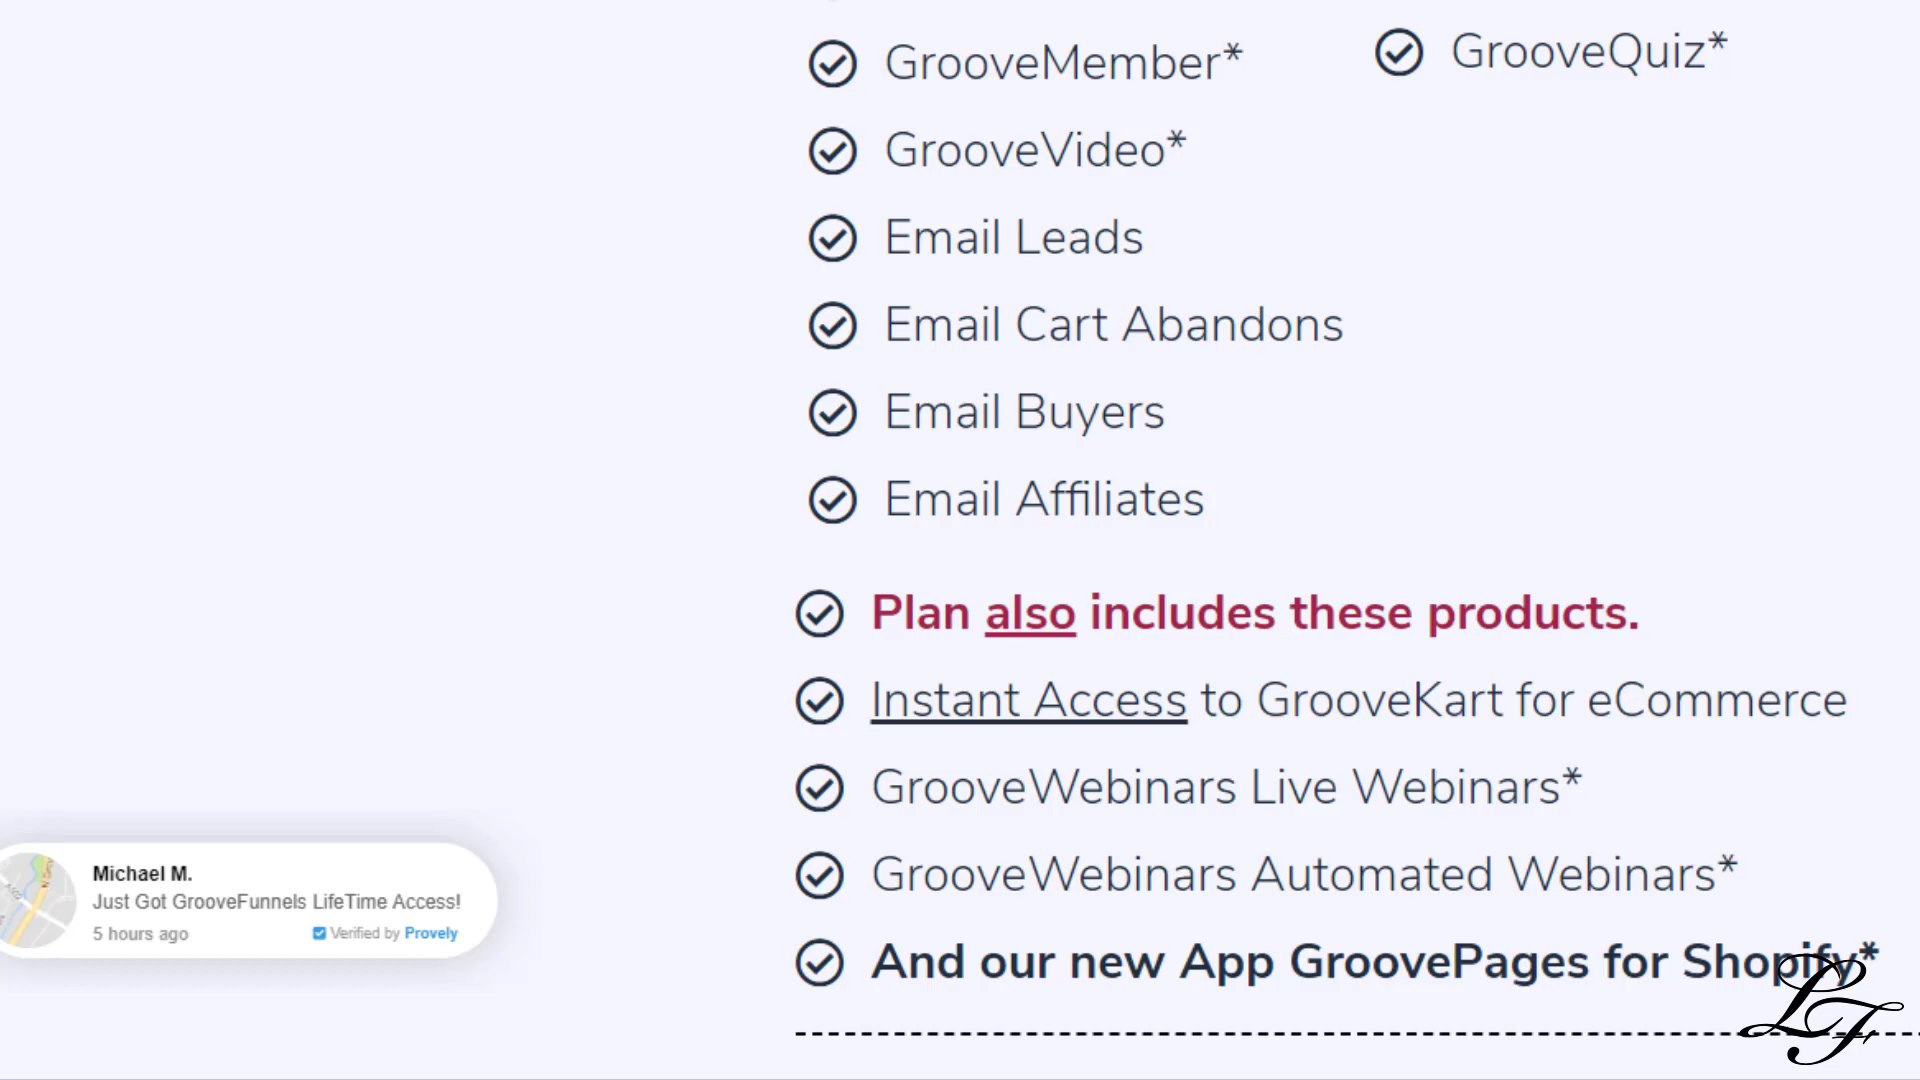 GrooveMember*
GrooveQuiz*
GrooveVideo*
Email Leads
Email Cart Abandons
Email Buyers
Email Affiliates
Plan also includes these products.
Instant Access to GrooveKart for eCommerce
GrooveWebinars Live Webinars*
GrooveWebinars Automated Webinars*
And our new App GroovePages for Shopify*
Michael M.
Just Got GrooveFunnels LifeTime Access!
5 hours ago
Verified by Provely
LF